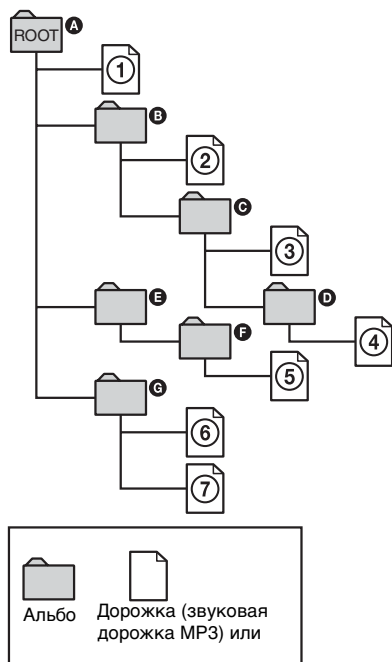 ROOT A
1
B
2
C
3
E
D
F
4
5
G
6
7
Альбо
Дорожка (звуковая
дорожка MP3) или